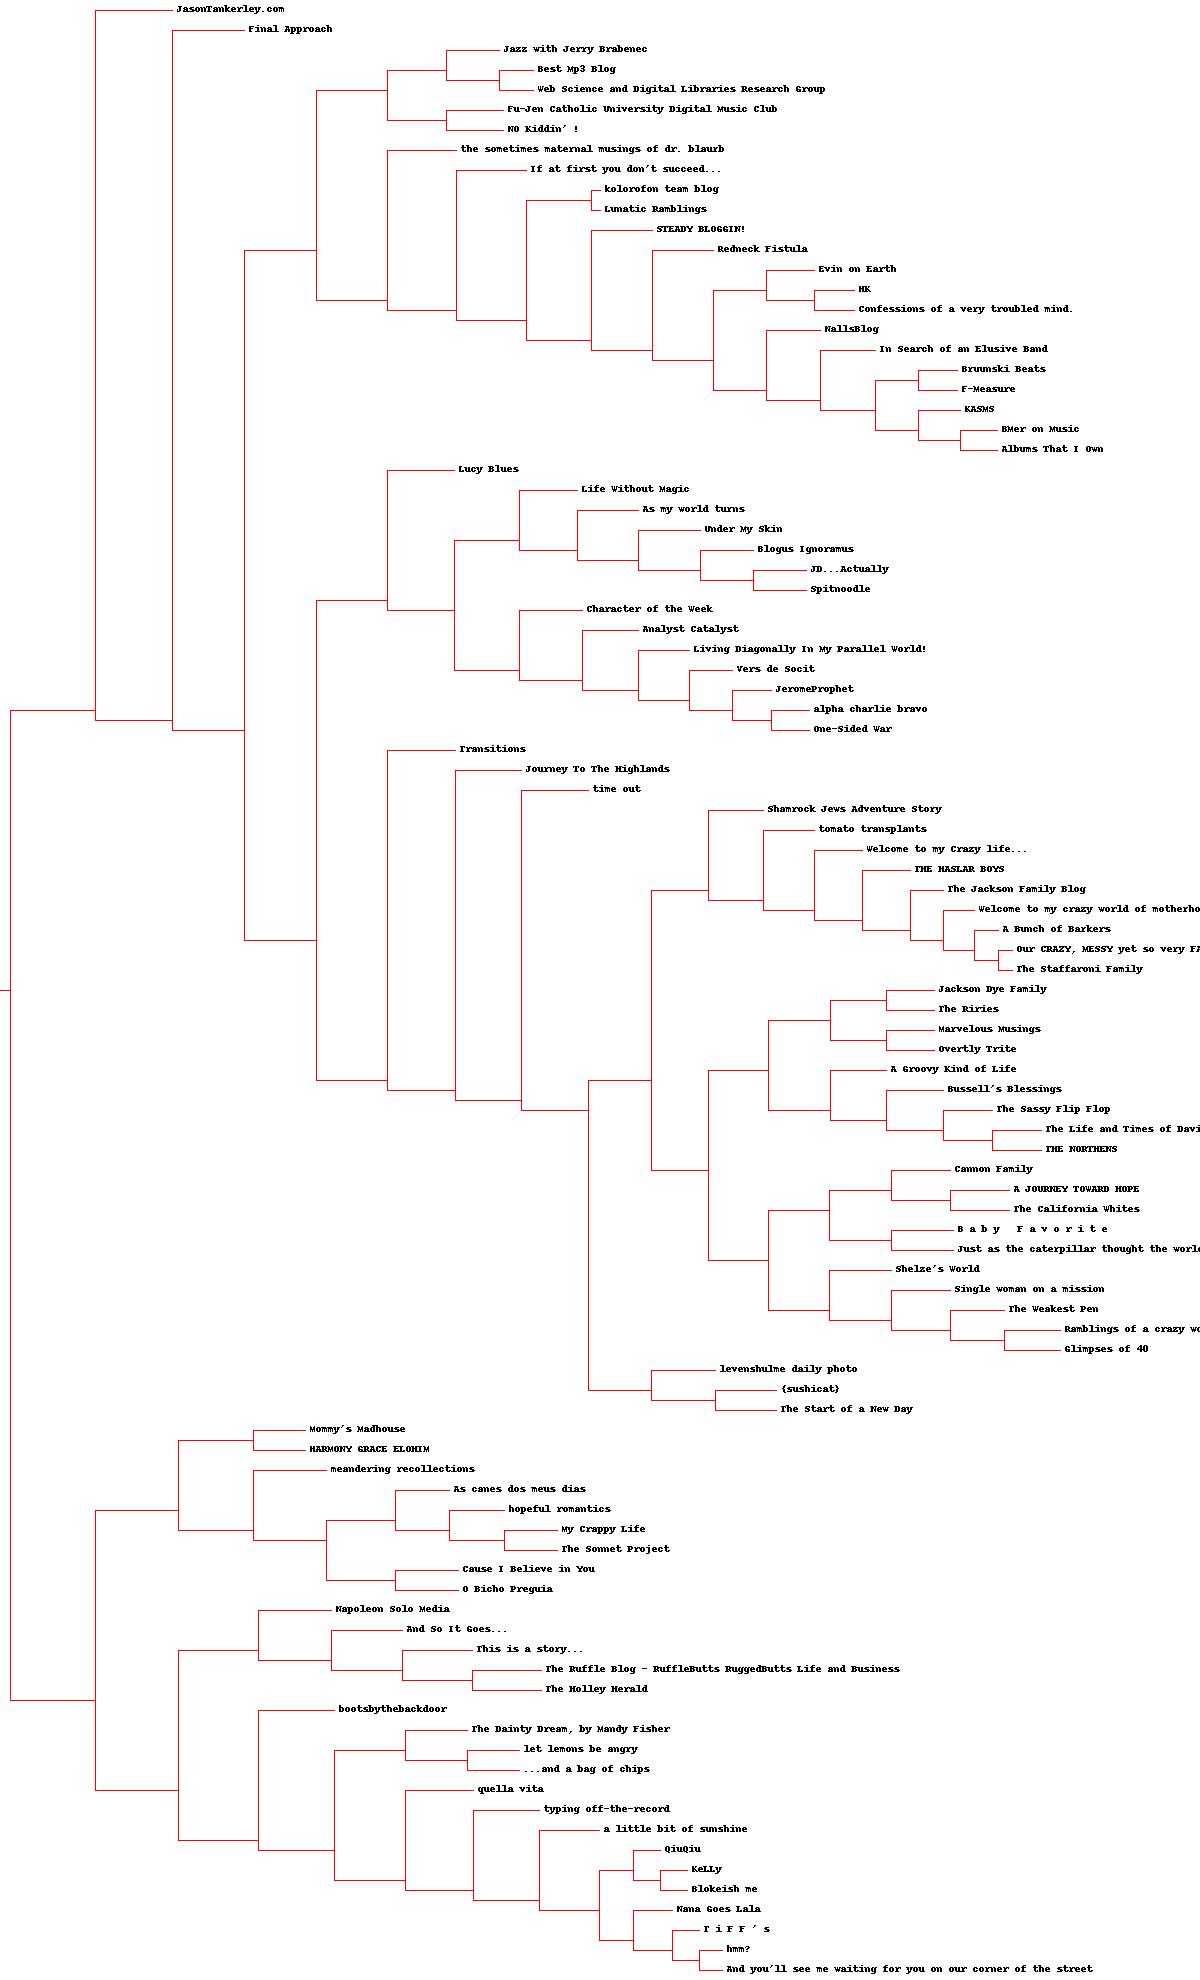 JasonTankerley.com
Final Approach
Jazz with Jerry Brabenec
Best Mp3 Blog
Web Science and Digital Libraries Research Group
Fu-Jen Catholic University Digital Music Club
NO Kiddin' !
the sometimes maternal musings of dr. blaurb
If at first you don't succeed...
kolorofon team blog
Lunatic Ramblings
STEADY BLOGGIN!
Redneck Fistula
Evin on Earth
HK
Confessions of a very troubled mind.
NallsBlog
In Search of an Elusive Band
Bruumski Beats
F-Measure
KASMS
BMer on Music
Albums That I Own
Lucy Blues
Life Without Magic
As my world turns
Under My Skin
Blogus Ignoramus
JD...Actually
Spitnoodle
Character of the Week
Analyst Catalyst
Living Diagonally In My Parallel World!
Vers de Socit
JeromeProphet
alpha charlie bravo
One-Sided War
Transitions
Journey To The Highlands
time out
Shamrock Jews Adventure Story
tomato transplants
Welcome to my Crazy life...
THE HASLAR BOYS
The Jackson Family Blog
Welcome to my crazy world of motherho
A Bunch of Barkers
Our CRAZY, MESSY yet so very FA
The Staffaroni Family
Jackson Dye Family
The Riries
Marvelous Musings
Overtly Trite
A Groovy Kind of Life
Bussell's Blessings
The Sassy Flip Flop
The Life and Times of Davi
THE NORTHENS
Cannon Family
A JOURNEY TOWARD HOPE
The California Whites
B a b y   F a v o r i t e
Just as the caterpillar thought the worl
Shelze's World
Single woman on a mission
The Weakest Pen
Ramblings of a crazy wo
Glimpses of 40
levenshulme daily photo
{sushicat}
The Start of a New Day
Mommy's Madhouse
HARMONY GRACE ELOHIM
meandering recollections
As canes dos meus dias
hopeful romantics
My Crappy Life
The Sonnet Project
Cause I Believe in You
O Bicho Preguia
Napoleon Solo Media
And So It Goes...
This is a story...
The Ruffle Blog - RuffleButts RuggedButts Life and Business
The Holley Herald
bootsbythebackdoor
The Dainty Dream, by Mandy Fisher
let lemons be angry
...and a bag of chips
quella vita
typing off-the-record
a little bit of sunshine
QiuQiu
KeLLy
Blokeish me
Nana Goes Lala
T i F F ' s
hmm?
And you'll see me waiting for you on our corner of the street